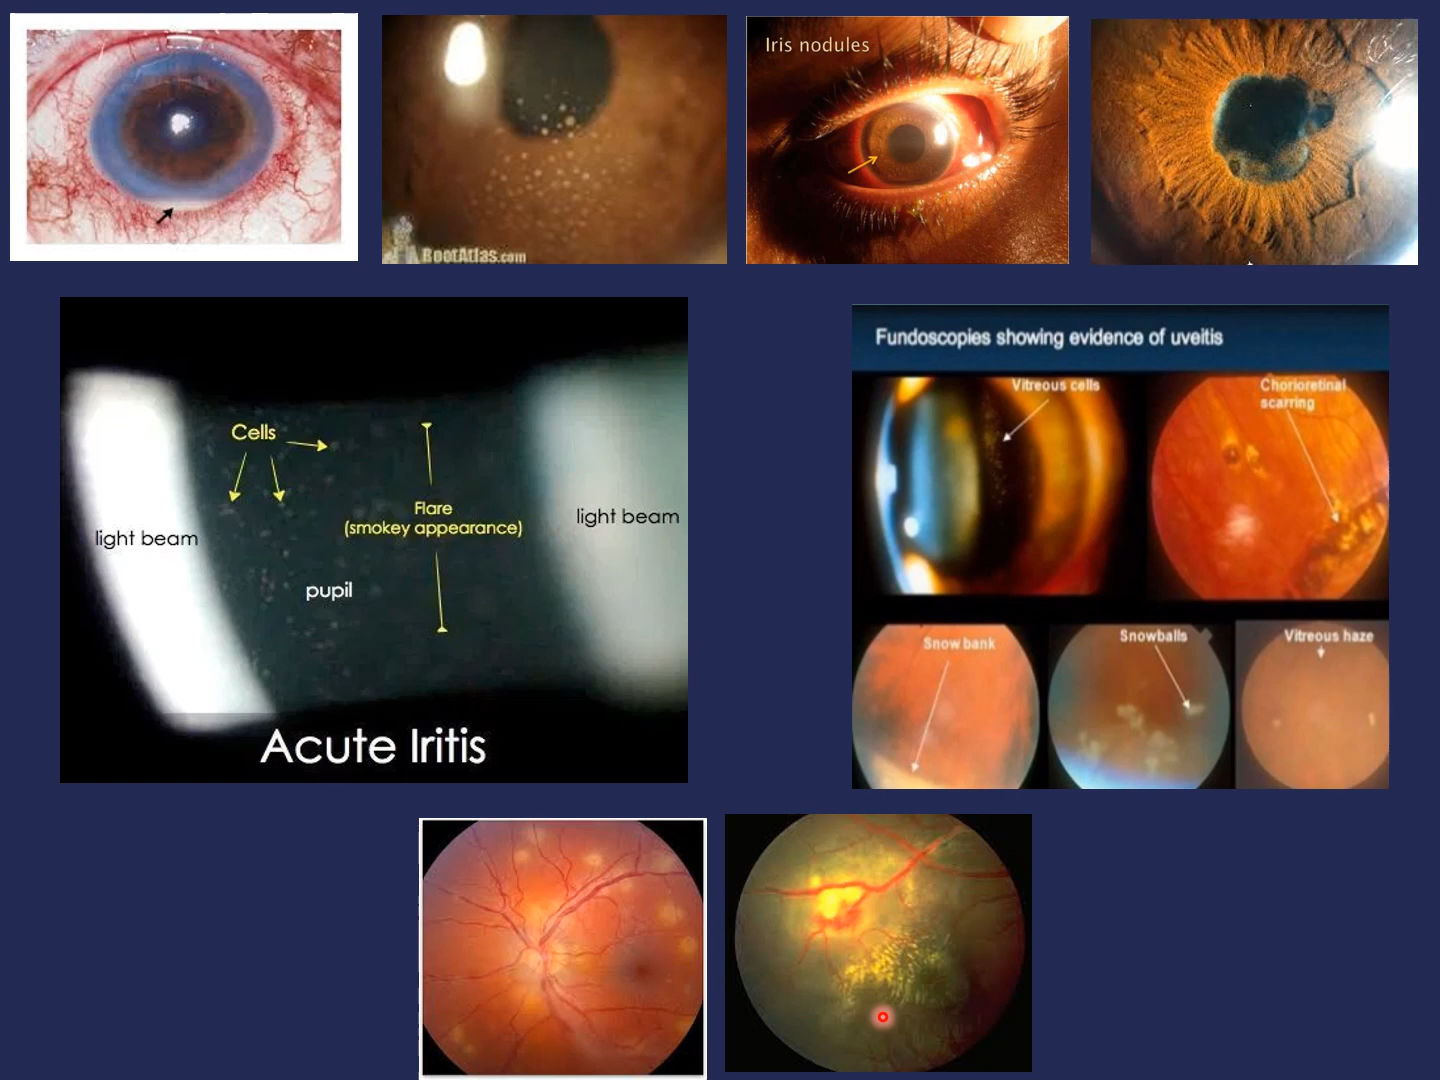 Iris nodules
RootAtlas.com
Cells
Flare
(smokey appearance)
light beam
light beam
pupil
Acute Iritis
Fundoscopies showing evidence of uveitis
Vitreous cells
Chorioretinal
scarring
Snow bank
Snowballs
Vitreous haze